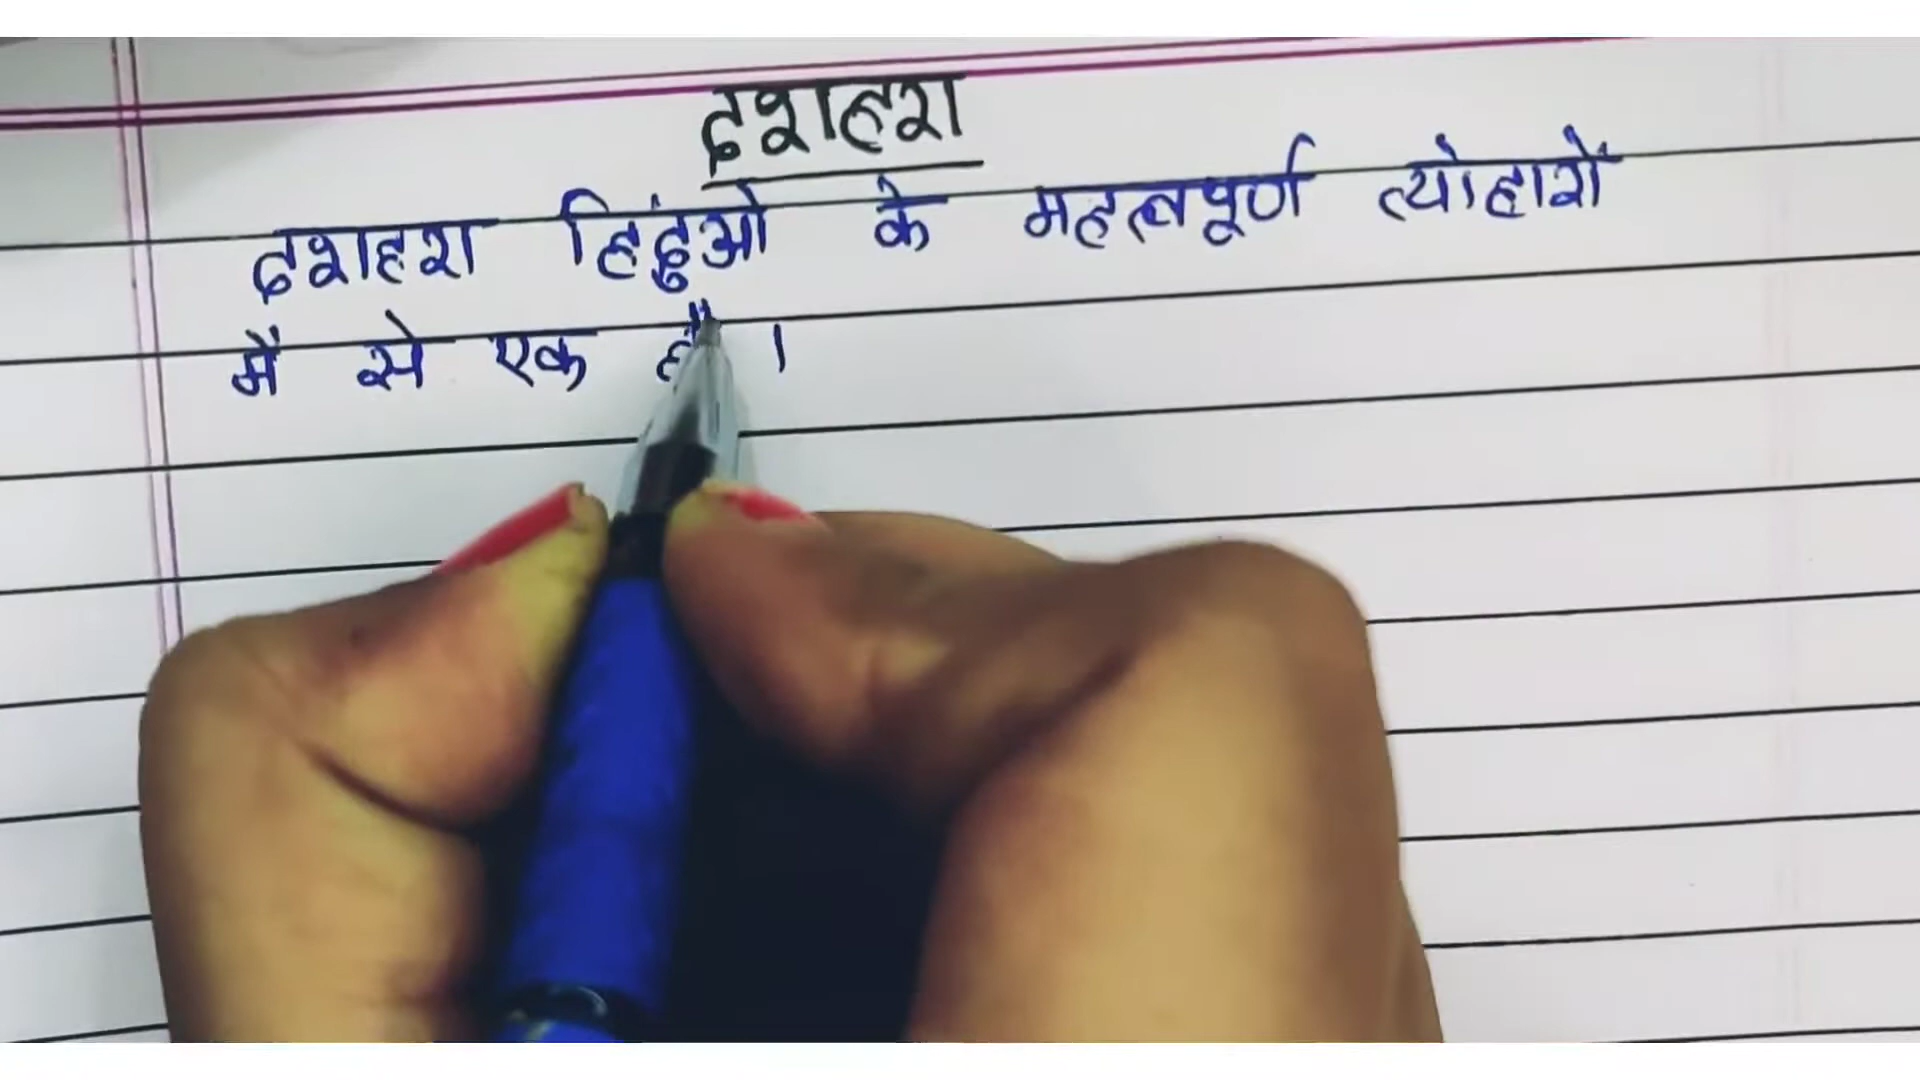 दशहरा
दशहरा हिंदुओ के महत्वपूर्ण त्योहारों
में से एक है ।